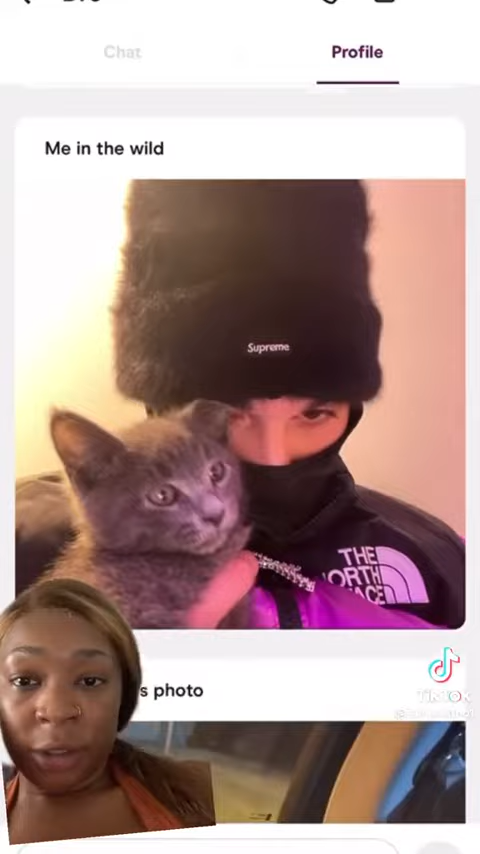 Chat
Profile
Me in the wild
Supreme
THE
NORTH
FACE
s photo
TikTok